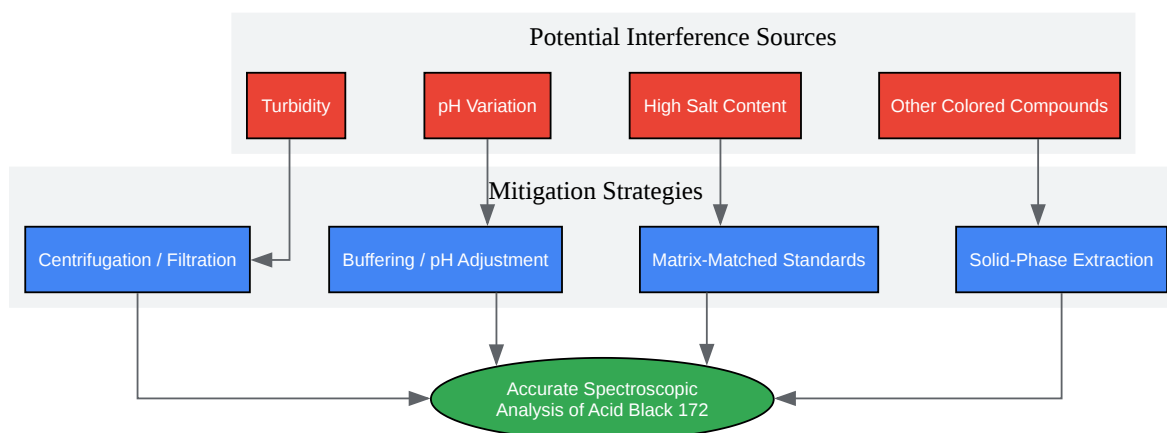 Potential Interference Sources
Turbidity
pH Variation
High Salt Content
Other Colored Compounds
Mitigation Strategies
Centrifugation / Filtration
Buffering / pH Adjustment
Matrix-Matched Standards
Solid-Phase Extraction
Accurate Spectroscopic
Analysis of Acid Black 172